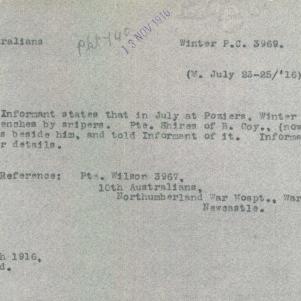 ralians
13 NOV 1916
Winter P.C. 3969.
(M. July 23-25/'16)
Informant states that in July at Poziers, Winter
enches by snipers. Pte. Shires of B. Coy., (now
s beside him, and told Informant of it. Informa
r details.
Reference: Pte. Wilson 3967,
10th Australians,
Northumberland War Hospt., War
Newcastle.
h 1916,
d.